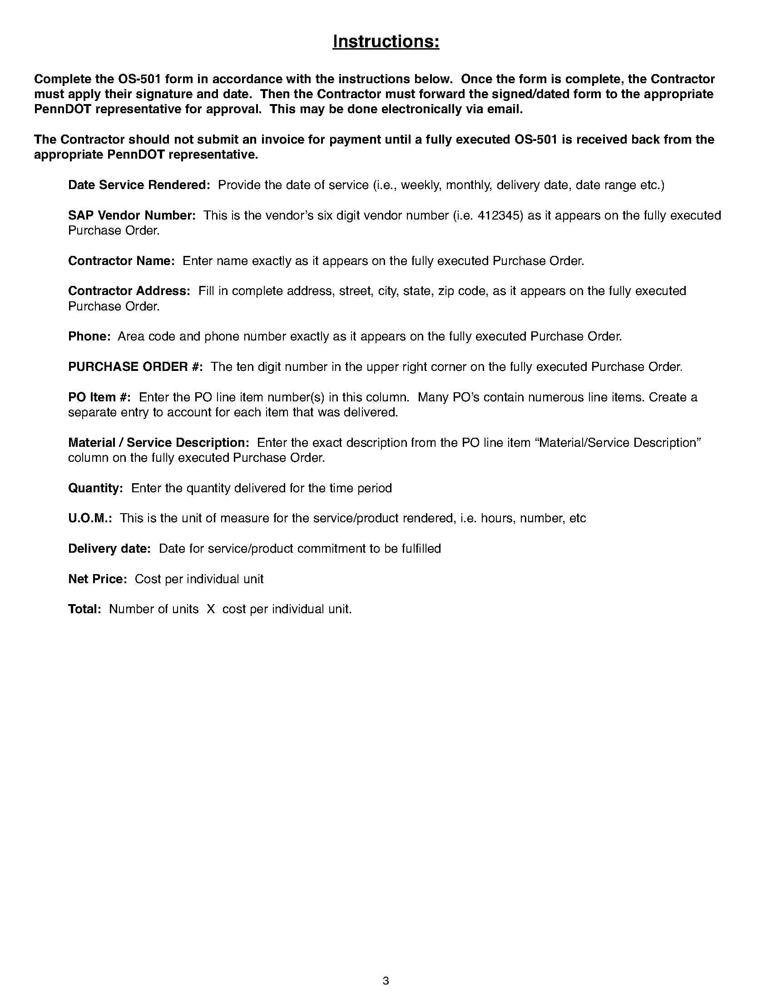 Instructions:
Complete the OS-501 form in accordance with the instructions below.  Once the form is complete, the Contractor
must apply their signature and date.  Then the Contractor must forward the signed/dated form to the appropriate
PennDOT representative for approval.  This may be done electronically via email.
The Contractor should not submit an invoice for payment until a fully executed OS-501 is received back from the
appropriate PennDOT representative.
Date Service Rendered:  Provide the date of service (i.e., weekly, monthly, delivery date, date range etc.)
SAP Vendor Number:  This is the vendor’s six digit vendor number (i.e. 412345) as it appears on the fully executed
Purchase Order.
Contractor Name:  Enter name exactly as it appears on the fully executed Purchase Order.
Contractor Address:  Fill in complete address, street, city, state, zip code, as it appears on the fully executed
Purchase Order.
Phone:  Area code and phone number exactly as it appears on the fully executed Purchase Order.
PURCHASE ORDER #:  The ten digit number in the upper right corner on the fully executed Purchase Order.
PO Item #:  Enter the PO line item number(s) in this column.  Many PO’s contain numerous line items. Create a
separate entry to account for each item that was delivered.
Material / Service Description:  Enter the exact description from the PO line item “Material/Service Description”
column on the fully executed Purchase Order.
Quantity:  Enter the quantity delivered for the time period
U.O.M.:  This is the unit of measure for the service/product rendered, i.e. hours, number, etc
Delivery date:  Date for service/product commitment to be fulfilled
Net Price:  Cost per individual unit
Total:  Number of units  X  cost per individual unit.
3